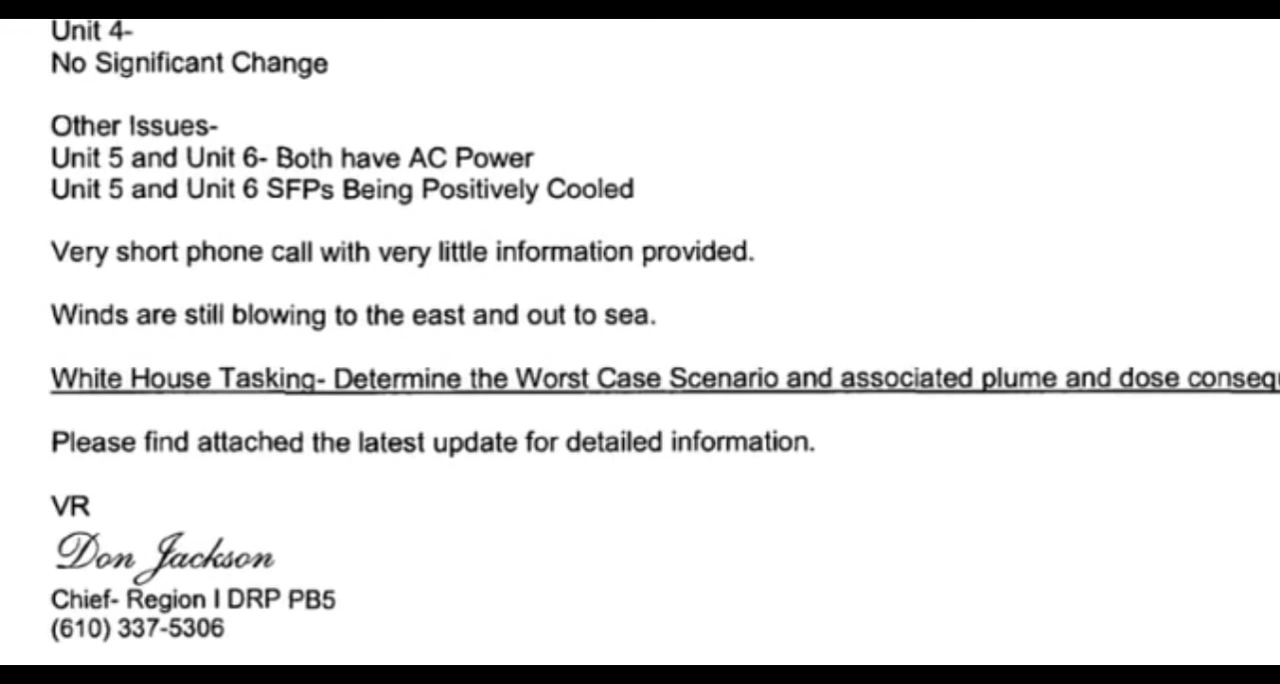 Unit 4-
No Significant Change
Other Issues-
Unit 5 and Unit 6- Both have AC Power
Unit 5 and Unit 6 SFPs Being Positively Cooled
Very short phone call with very little information provided.
Winds are still blowing to the east and out to sea.
White House Tasking- Determine the Worst Case Scenario and associated plume and dose consequ
Please find attached the latest update for detailed information.
VR
Don Jackson
Chief- Region I DRP PB5
(610) 337-5306